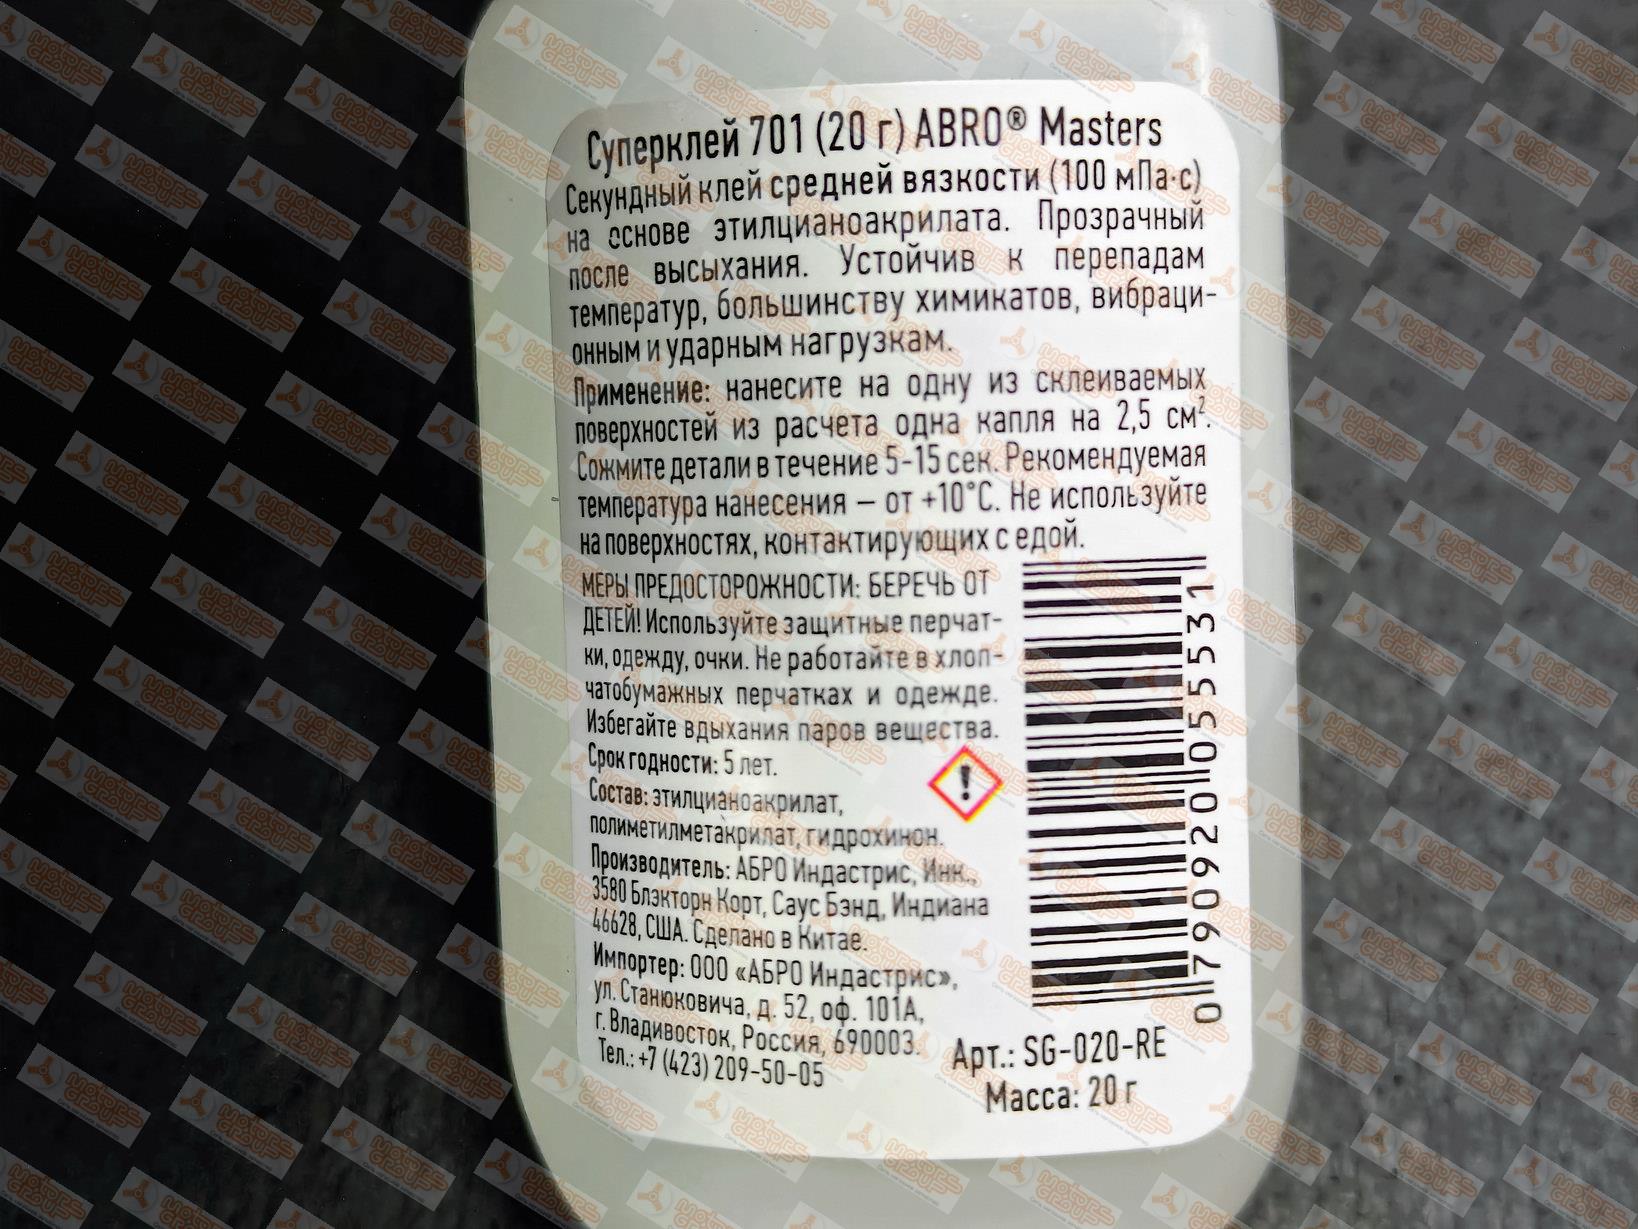 Суперклей 701 (20 г) ABRO® Masters
Секундный клей средней вязкости (100 мПа·с)
на основе этилцианоакрилата. Прозрачный
после высыхания. Устойчив к перепадам
температур, большинству химикатов, вибраци-
онным и ударным нагрузкам.
Применение: нанесите на одну из склеиваемых
поверхностей из расчета одна капля на 2,5 см².
Сожмите детали в течение 5-15 сек. Рекомендуемая
температура нанесения – от +10°C. Не используйте
на поверхностях, контактирующих с едой.
МЕРЫ ПРЕДОСТОРОЖНОСТИ: БЕРЕЧЬ ОТ
ДЕТЕЙ! Используйте защитные перчат-
ки, одежду, очки. Не работайте в хлоп-
чатобумажных перчатках и одежде.
Избегайте вдыхания паров вещества.
Срок годности: 5 лет.
Состав: этилцианоакрилат,
полиметилметакрилат, гидрохинон.
Производитель: АБРО Индастрис, Инк.,
3580 Блэкторн Корт, Саус Бэнд, Индиана
46628, США. Сделано в Китае.
Импортер: ООО «АБРО Индастрис»,
ул. Станюковича, д. 52, оф. 101А,
г. Владивосток, Россия, 690003.
Тел.: +7 (423) 209-50-05
0 790920 055531
Арт.: SG-020-RE
Масса: 20 г